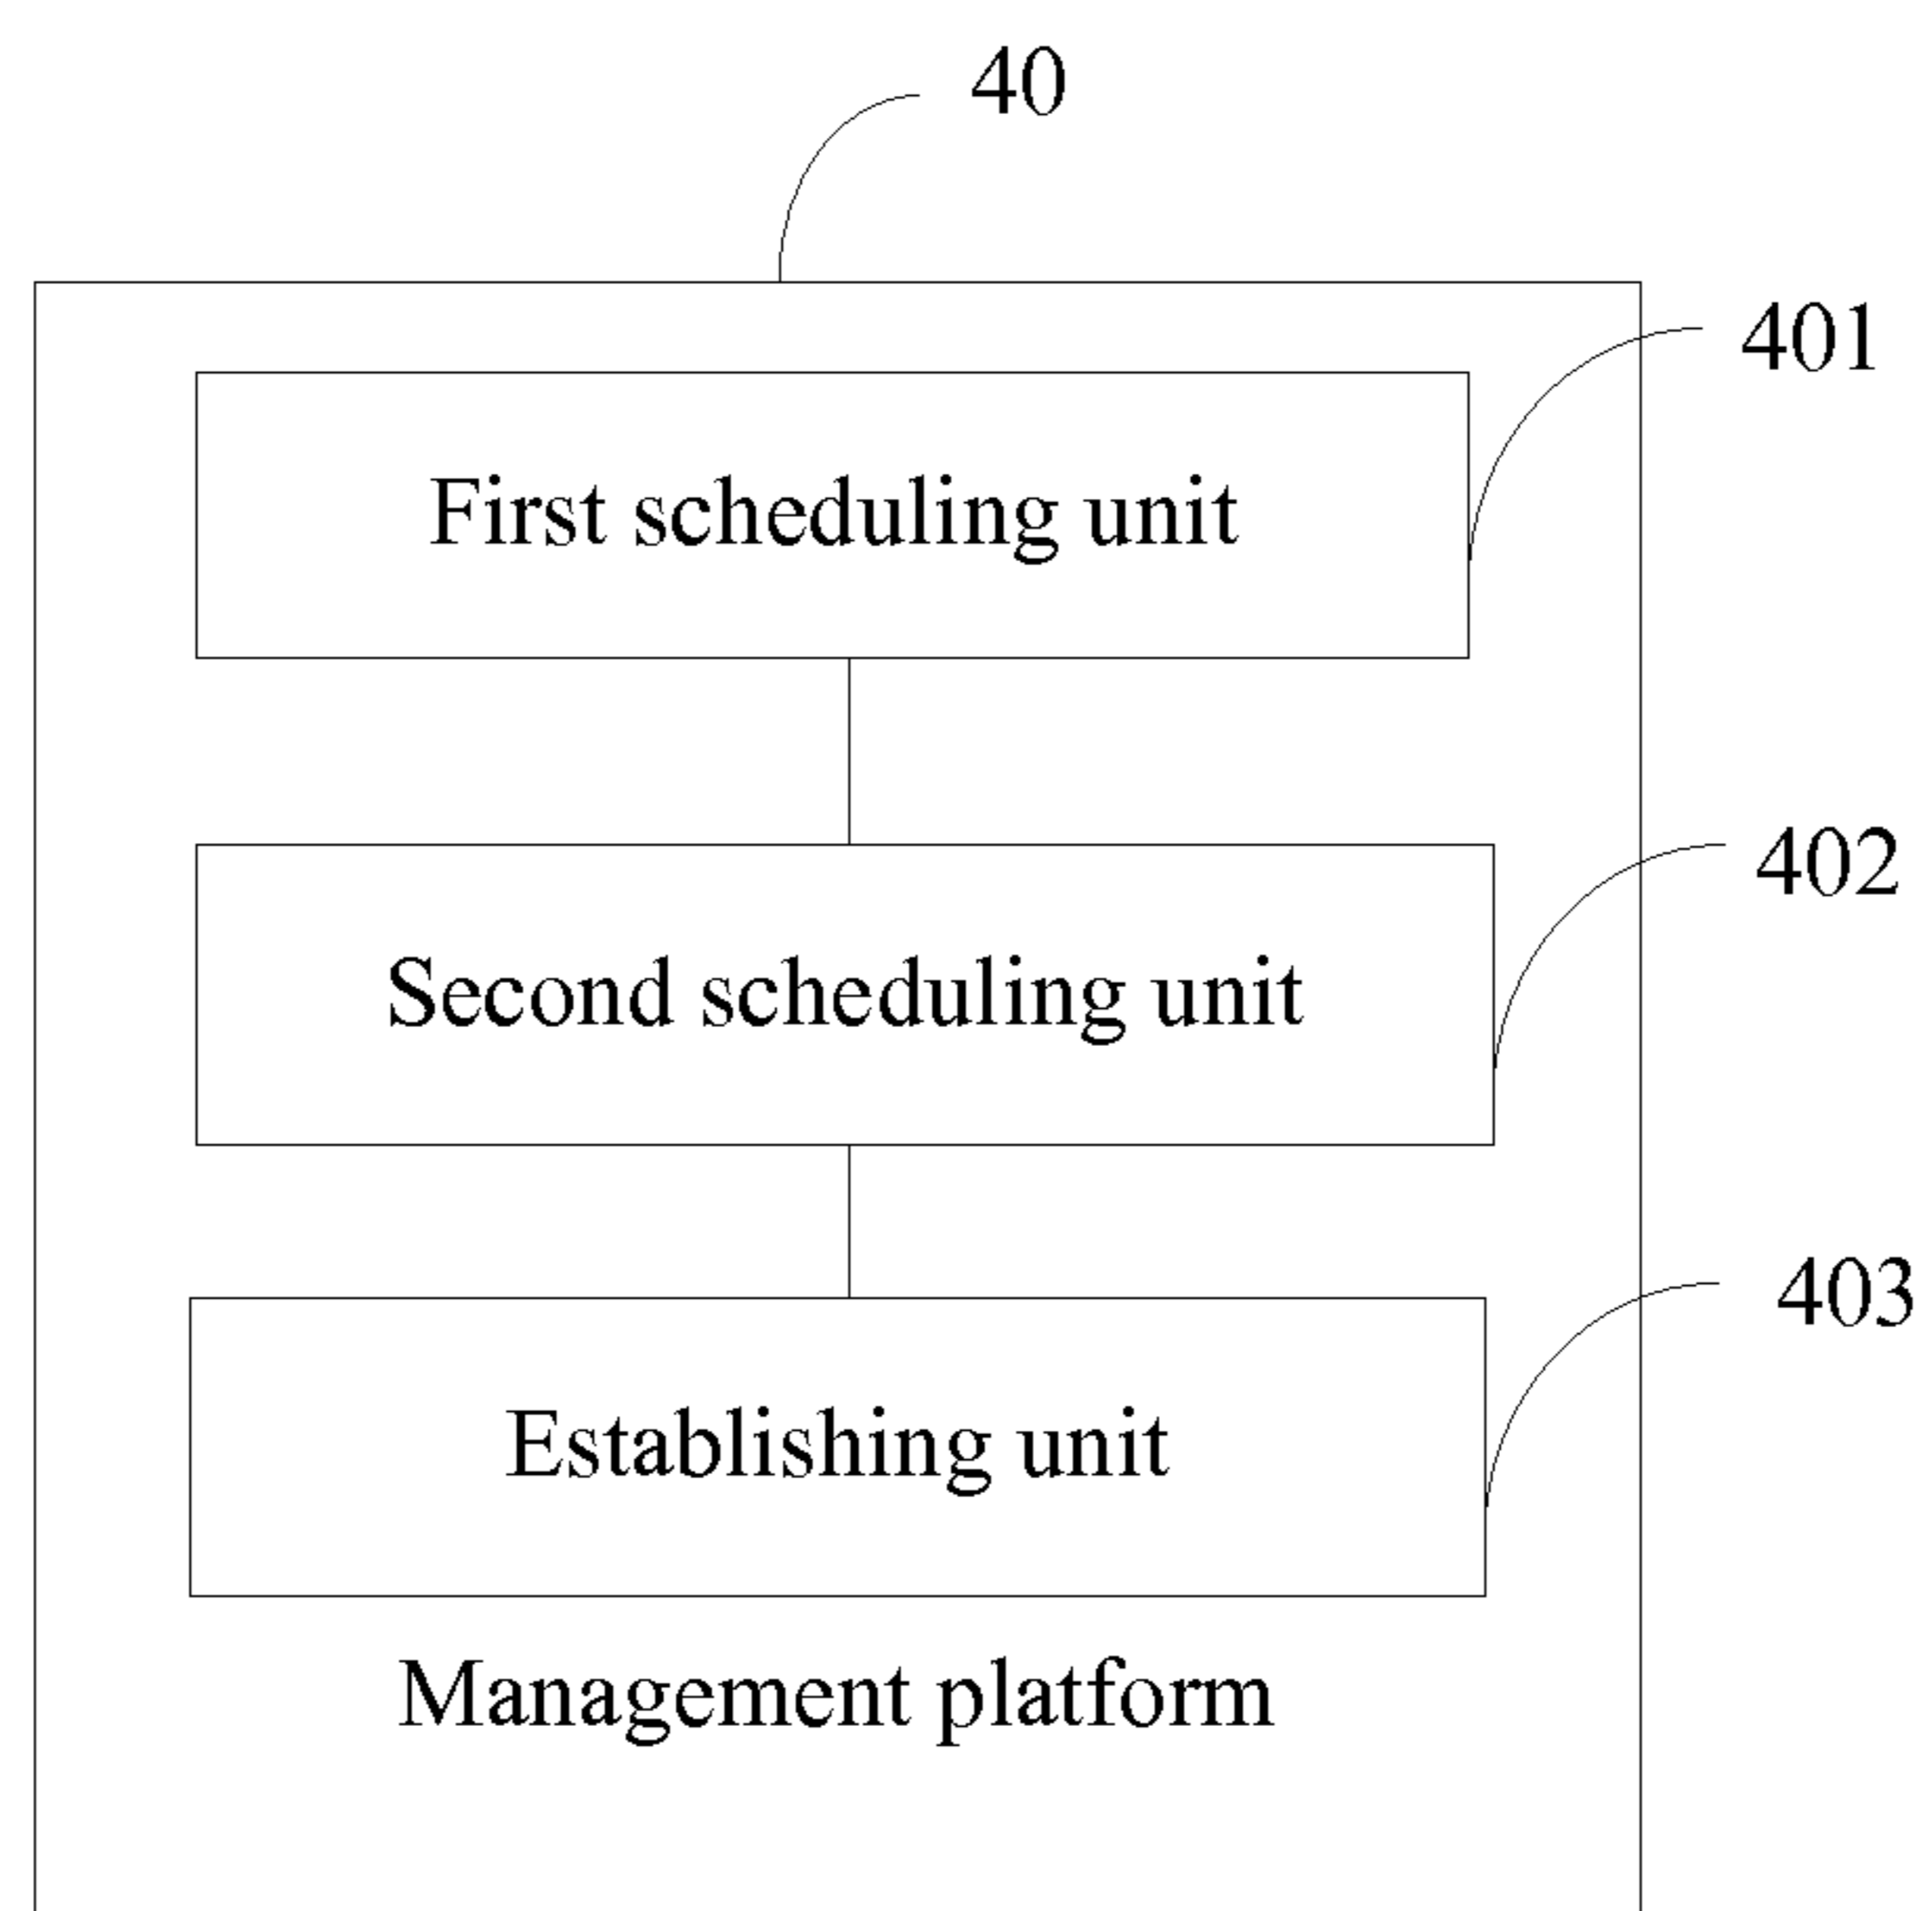 40
401
First scheduling unit
402
Second scheduling unit
403
Establishing unit
Management platform